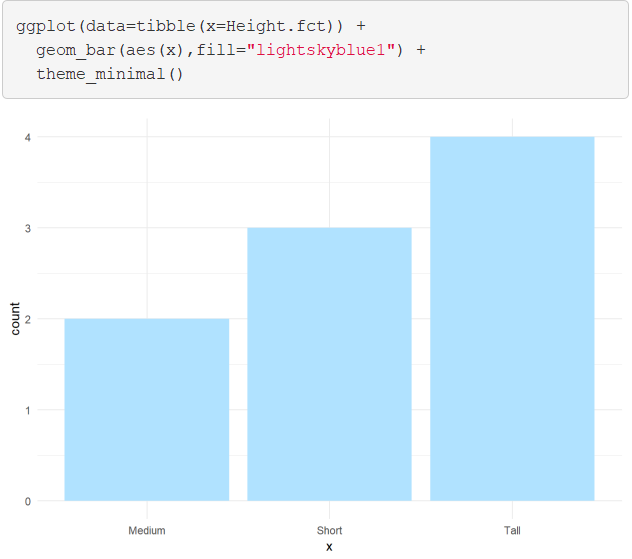 ggplot(data=tibble(x=Height.fct)) +
  geom_bar(aes(x),fill="lightskyblue1") +
  theme_minimal()
4
3
2
1
0
count
Medium Short Tall
x